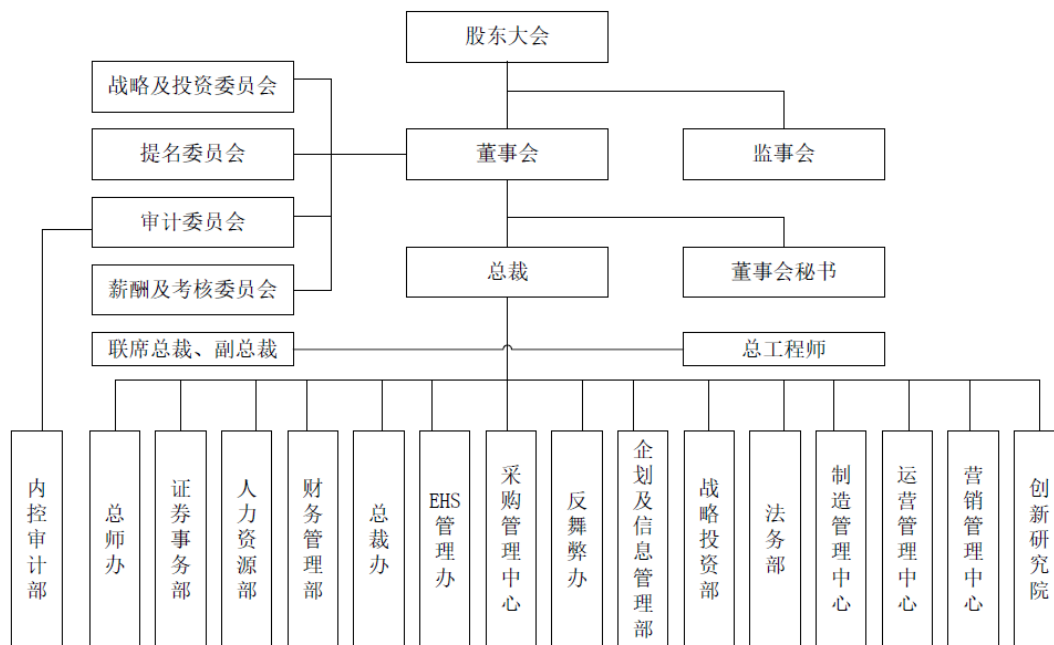 股东大会
战略及投资委员会
提名委员会
董事会
监事会
审计委员会
总裁
董事会秘书
薪酬及考核委员会
联席总裁、副总裁
总工程师
内控审计部
总师办
证券事务部
人力资源部
财务管理部
总裁办
EHS管理办
采购管理中心
反舞弊办
企划及信息管理部
战略投资部
法务部
制造管理中心
运营管理中心
营销管理中心
创新研究院